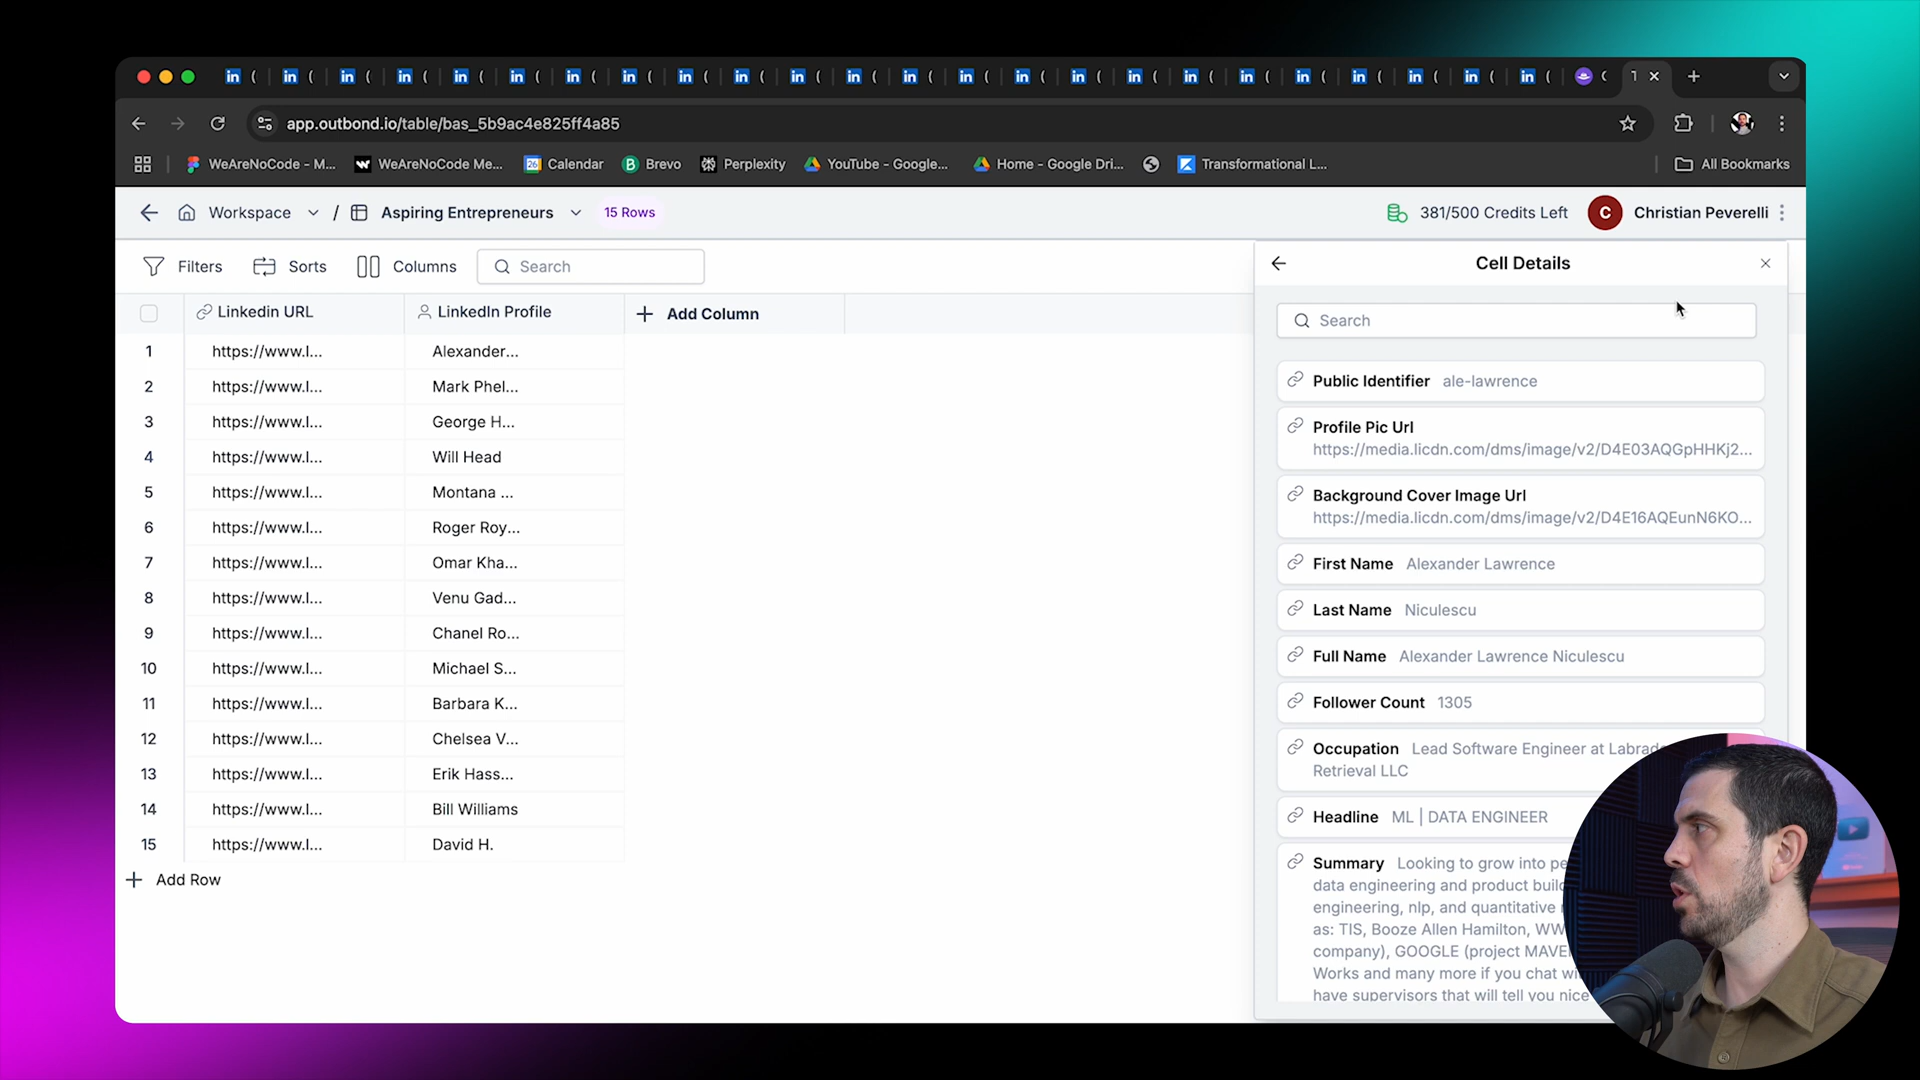 app.outbond.io/table/bas_5b9ac4e825ff4a85
WeAreNoCode - M... WeAreNoCode Me... 26 Calendar B Brevo Perplexity YouTube - Google... Home - Google Dri... Transformational L... All Bookmarks
Workspace / Aspiring Entrepreneurs 15 Rows 381/500 Credits Left C Christian Peverelli
Filters Sorts Columns Search
Linkedin URL LinkedIn Profile + Add Column
1 https://www.l... Alexander...
2 https://www.l... Mark Phel...
3 https://www.l... George H...
4 https://www.l... Will Head
5 https://www.l... Montana ...
6 https://www.l... Roger Roy...
7 https://www.l... Omar Kha...
8 https://www.l... Venu Gad...
9 https://www.l... Chanel Ro...
10 https://www.l... Michael S...
11 https://www.l... Barbara K...
12 https://www.l... Chelsea V...
13 https://www.l... Erik Hass...
14 https://www.l... Bill Williams
15 https://www.l... David H.
+ Add Row
Cell Details
Search
Public Identifier ale-lawrence
Profile Pic Url
https://media.licdn.com/dms/image/v2/D4E03AQGpHHKj2...
Background Cover Image Url
https://media.licdn.com/dms/image/v2/D4E16AQEunN6KO...
First Name Alexander Lawrence
Last Name Niculescu
Full Name Alexander Lawrence Niculescu
Follower Count 1305
Occupation Lead Software Engineer at Labrad
Retrieval LLC
Headline ML | DATA ENGINEER
Summary Looking to grow into
data engineering and product
engineering, nlp, and quantitative
as: TIS, Booze Allen Hamilton,
company), GOOGLE (project
Works and many more if you chat
have supervisors that will tell you nice